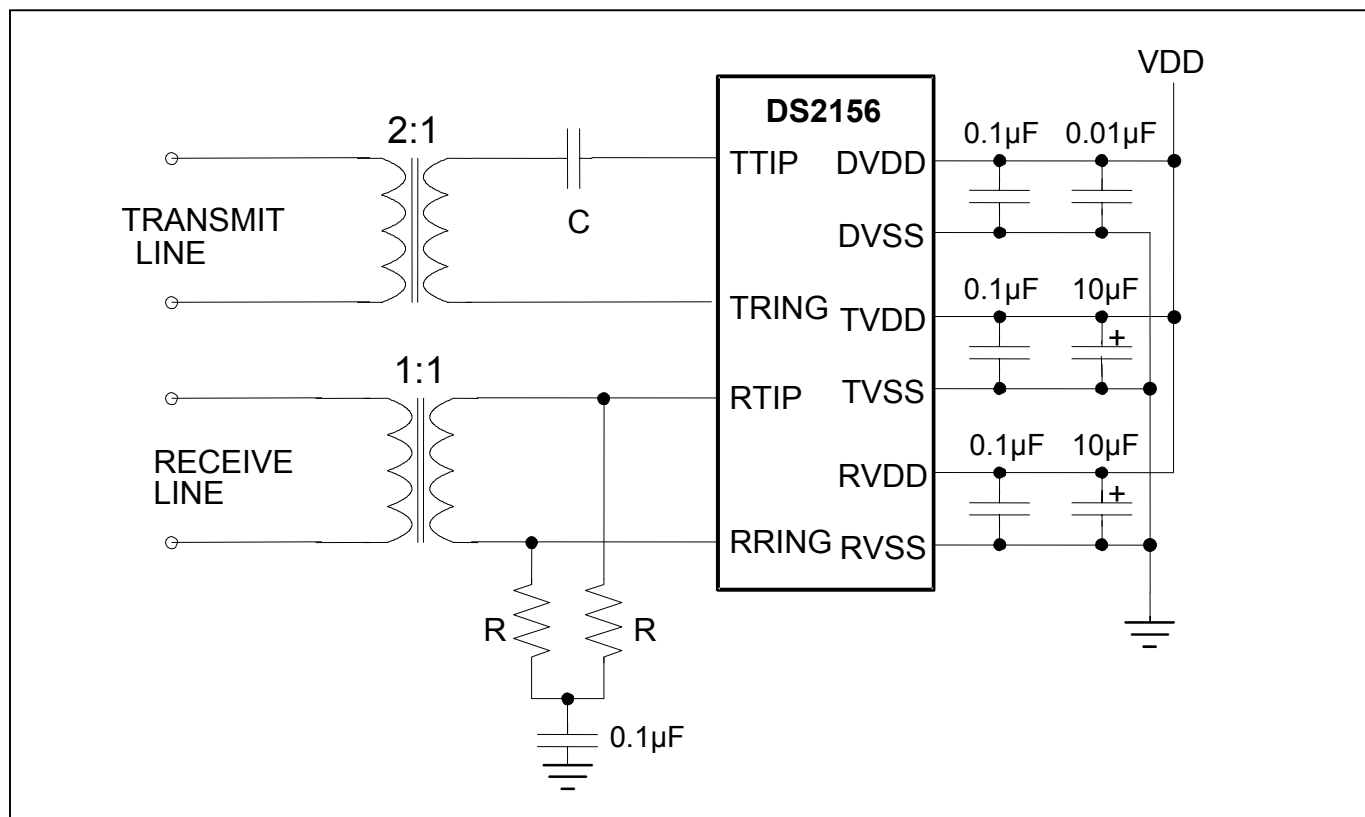 VDD
DS2156
2:1
0.1µF 0.01µF
TTIP DVDD
TRANSMIT
LINE
C
DVSS
0.1µF 10µF
TRING TVDD
+
1:1
RTIP TVSS
0.1µF 10µF
RECEIVE
LINE
RVDD
+
RRING RVSS
R R
0.1µF